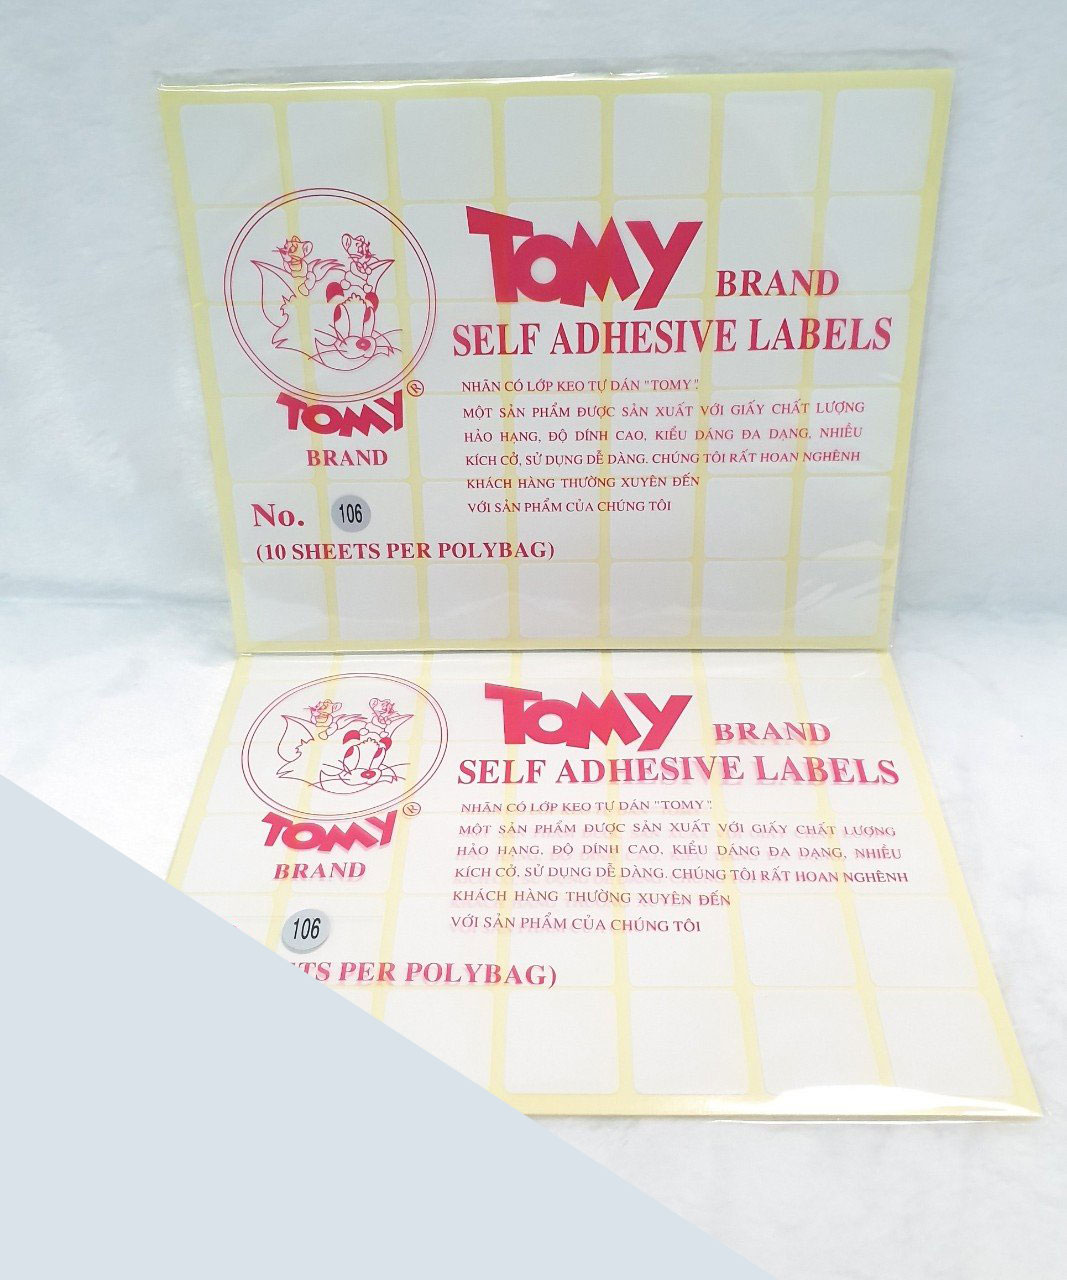 TOMY BRAND
SELF ADHESIVE LABELS
NHÃN CÓ LỚP KEO TỰ DÁN "TOMY".
MỘT SẢN PHẨM ĐƯỢC SẢN XUẤT VỚI GIẤY CHẤT LƯỢNG
HẢO HẠNG, ĐỘ DÍNH CAO, KIỂU DÁNG ĐA DẠNG, NHIỀU
KÍCH CỞ, SỬ DỤNG DỄ DÀNG. CHÚNG TÔI RẤT HOAN NGHÊNH
KHÁCH HÀNG THƯỜNG XUYÊN ĐẾN
VỚI SẢN PHẨM CỦA CHÚNG TÔI
TOMY ®
BRAND
No. 106
(10 SHEETS PER POLYBAG)
TOMY BRAND
SELF ADHESIVE LABELS
NHÃN CÓ LỚP KEO TỰ DÁN "TOMY".
MỘT SẢN PHẨM ĐƯỢC SẢN XUẤT VỚI GIẤY CHẤT LƯỢNG
HẢO HẠNG, ĐỘ DÍNH CAO, KIỂU DÁNG ĐA DẠNG, NHIỀU
KÍCH CỞ, SỬ DỤNG DỄ DÀNG. CHÚNG TÔI RẤT HOAN NGHÊNH
KHÁCH HÀNG THƯỜNG XUYÊN ĐẾN
VỚI SẢN PHẨM CỦA CHÚNG TÔI
TOMY ®
BRAND
106
PER POLYBAG)